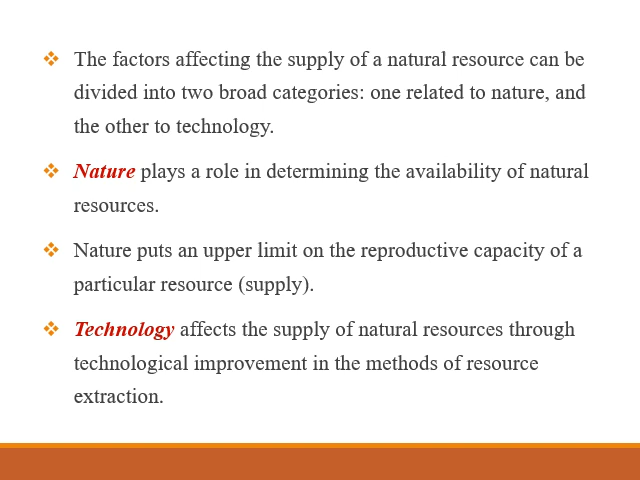 The factors affecting the supply of a natural resource can be
divided into two broad categories: one related to nature, and
the other to technology.
Nature plays a role in determining the availability of natural
resources.
Nature puts an upper limit on the reproductive capacity of a
particular resource (supply).
Technology affects the supply of natural resources through
technological improvement in the methods of resource
extraction.